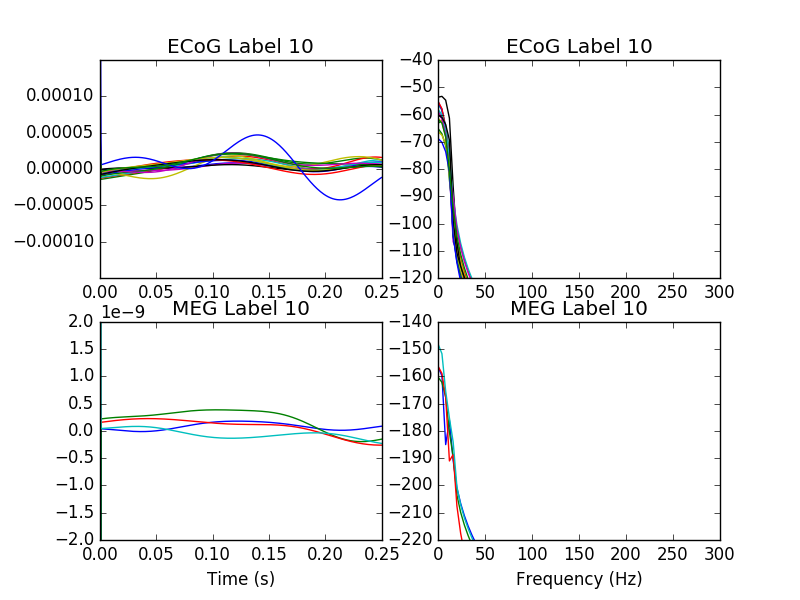 ECoG Label 10
0.00010
0.00005
0.00000
−0.00005
−0.00010
0.00 0.05 0.10 0.15 0.20 0.25
ECoG Label 10
−40
−50
−60
−70
−80
−90
−100
−110
−120
0 50 100 150 200 250 300
MEG Label 10
1e−9
2.0
1.5
1.0
0.5
0.0
−0.5
−1.0
−1.5
−2.0
0.00 0.05 0.10 0.15 0.20 0.25
Time (s)
MEG Label 10
−140
−150
−160
−170
−180
−190
−200
−210
−220
0 50 100 150 200 250 300
Frequency (Hz)